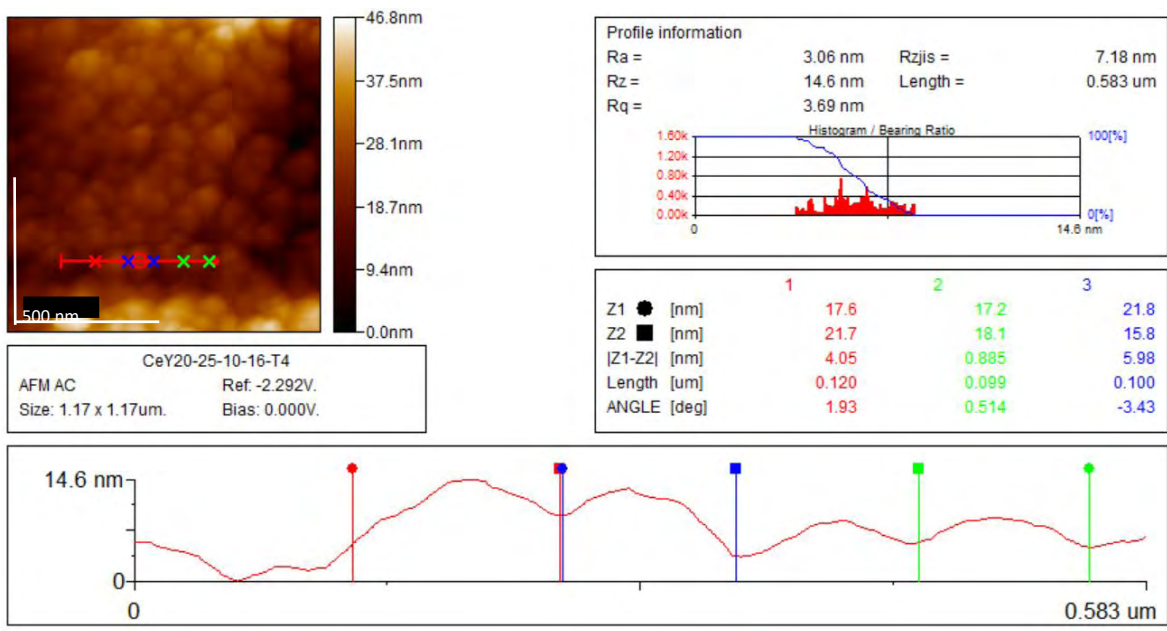 46.8nm
37.5nm
28.1nm
18.7nm
9.4nm
0.0nm
500 nm
CeY20-25-10-16-T4
AFM AC Ref: -2.292V.
Size: 1.17 x 1.17um. Bias: 0.000V.
Profile information
Ra = 3.06 nm Rzjis = 7.18 nm
Rz = 14.6 nm Length = 0.583 um
Rq = 3.69 nm
Histogram / Bearing Ratio
1.60k 100[%]
1.20k
0.80k
0.40k
0.00k 0[%]
0 14.6 nm
1 2 3
Z1 [nm] 17.6 17.2 21.8
Z2 [nm] 21.7 18.1 15.8
|Z1-Z2| [nm] 4.05 0.885 5.98
Length [um] 0.120 0.099 0.100
ANGLE [deg] 1.93 0.514 -3.43
14.6 nm
0
0 0.583 um